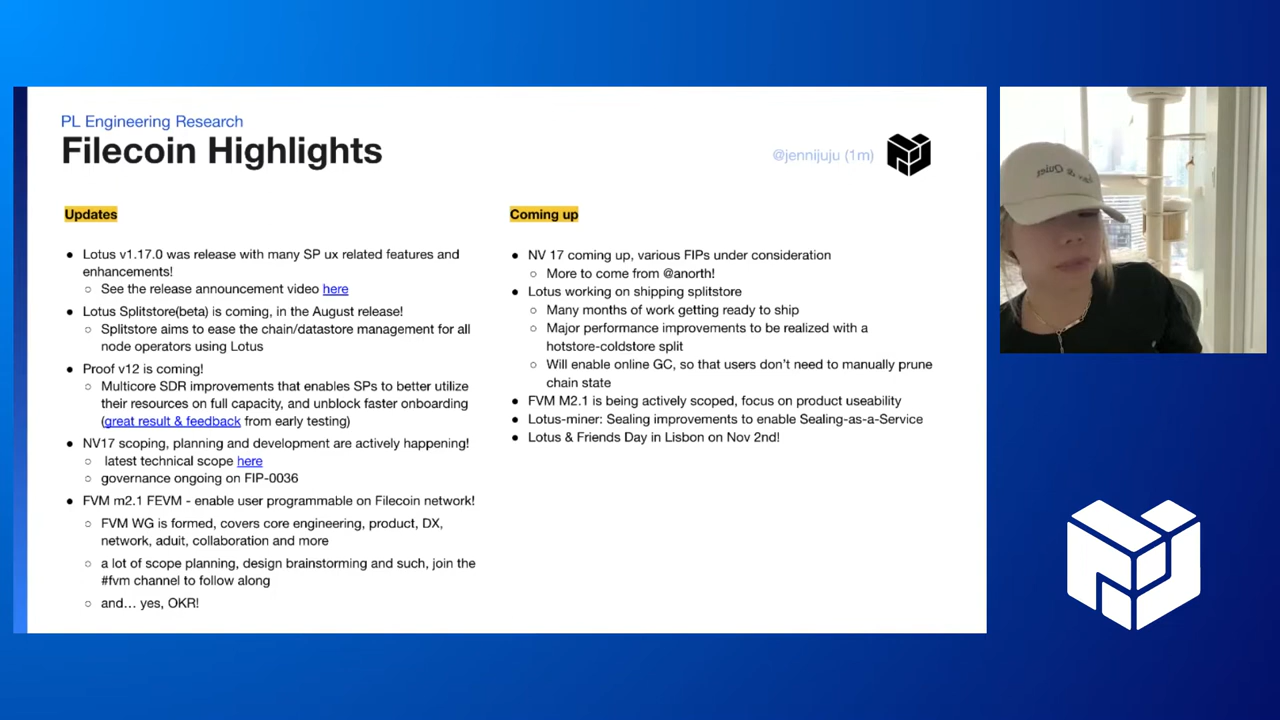 PL Engineering Research
Filecoin Highlights
@jennijuju (1m)
Updates
Lotus v1.17.0 was release with many SP ux related features and
enhancements!
See the release announcement video here
Lotus Splitstore(beta) is coming, in the August release!
Splitstore aims to ease the chain/datastore management for all
node operators using Lotus
Proof v12 is coming!
Multicore SDR improvements that enables SPs to better utilize
their resources on full capacity, and unblock faster onboarding
(great result & feedback from early testing)
NV17 scoping, planning and development are actively happening!
latest technical scope here
governance ongoing on FIP-0036
FVM m2.1 FEVM - enable user programmable on Filecoin network!
FVM WG is formed, covers core engineering, product, DX,
network, aduit, collaboration and more
a lot of scope planning, design brainstorming and such, join the
#fvm channel to follow along
and… yes, OKR!
Coming up
NV 17 coming up, various FIPs under consideration
More to come from @anorth!
Lotus working on shipping splitstore
Many months of work getting ready to ship
Major performance improvements to be realized with a
hotstore-coldstore split
Will enable online GC, so that users don't need to manually prune
chain state
FVM M2.1 is being actively scoped, focus on product useability
Lotus-miner: Sealing improvements to enable Sealing-as-a-Service
Lotus & Friends Day in Lisbon on Nov 2nd!